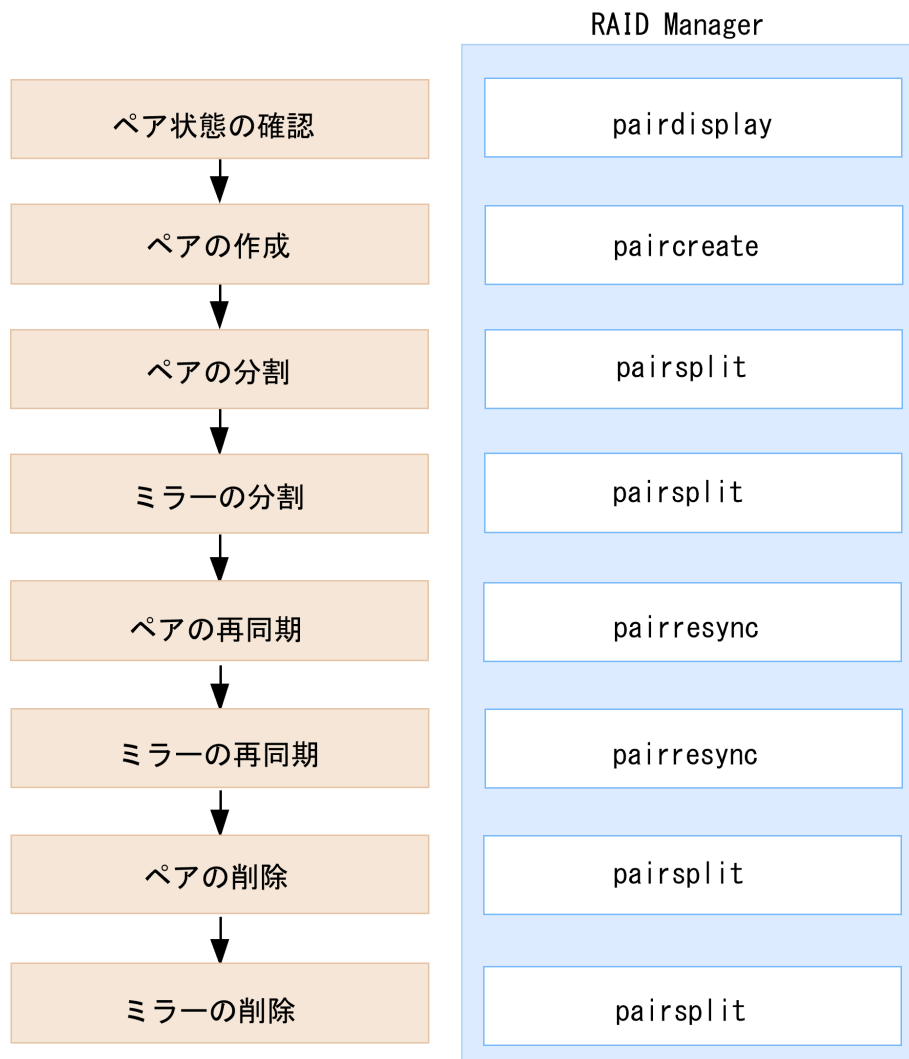 RAID Manager
ペア状態の確認
pairdisplay
ペアの作成
paircreate
ペアの分割
pairsplit
ミラーの分割
pairsplit
ペアの再同期
pairresync
ミラーの再同期
pairresync
ペアの削除
pairsplit
ミラーの削除
pairsplit